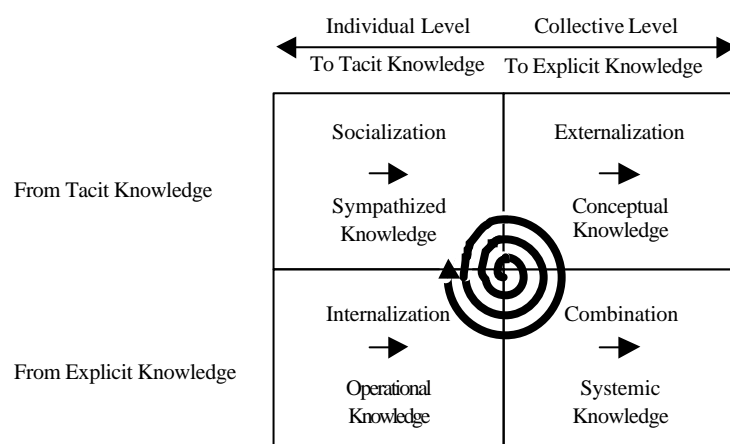 Individual Level Collective Level
To Tacit Knowledge To Explicit Knowledge
Socialization Externalization
From Tacit Knowledge
Sympathized Knowledge
Conceptual Knowledge
Internalization Combination
From Explicit Knowledge
Operational Knowledge
Systemic Knowledge